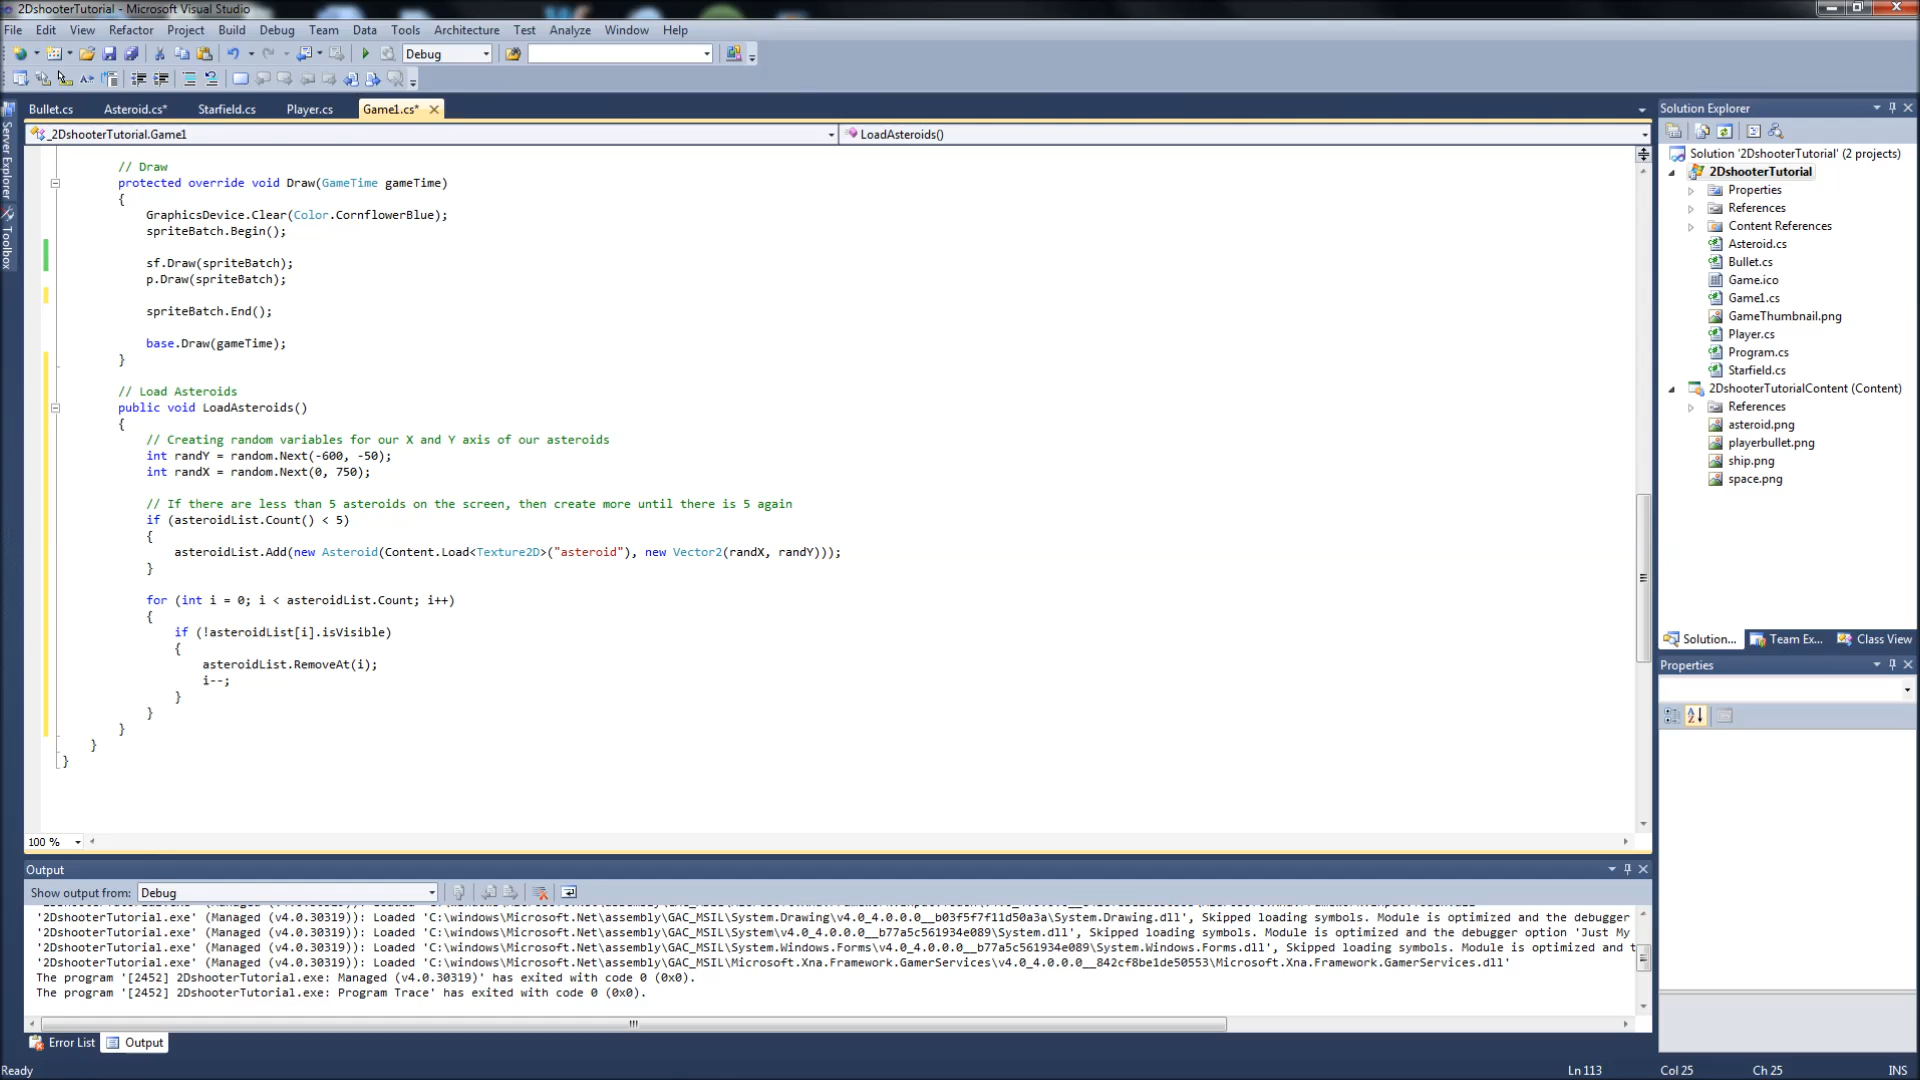 2DshooterTutorial - Microsoft Visual Studio
File Edit View Refactor Project Build Debug Team Data Tools Architecture Test Analyze Window Help
Debug
Bullet.cs Asteroid.cs* Starfield.cs Player.cs Game1.cs*
_2DshooterTutorial.Game1 LoadAsteroids()
Server Explorer
Toolbox
// Draw
protected override void Draw(GameTime gameTime)
{
GraphicsDevice.Clear(Color.CornflowerBlue);
spriteBatch.Begin();
sf.Draw(spriteBatch);
p.Draw(spriteBatch);
spriteBatch.End();
base.Draw(gameTime);
}
// Load Asteroids
public void LoadAsteroids()
{
// Creating random variables for our X and Y axis of our asteroids
int randY = random.Next(-600, -50);
int randX = random.Next(0, 750);
// If there are less than 5 asteroids on the screen, then create more until there is 5 again
if (asteroidList.Count() < 5)
{
asteroidList.Add(new Asteroid(Content.Load<Texture2D>("asteroid"), new Vector2(randX, randY)));
}
for (int i = 0; i < asteroidList.Count; i++)
{
if (!asteroidList[i].isVisible)
{
asteroidList.RemoveAt(i);
i--;
}
}
}
}
}
100 %
Solution Explorer
Solution '2DshooterTutorial' (2 projects)
2DshooterTutorial
Properties
References
Content References
Asteroid.cs
Bullet.cs
Game.ico
Game1.cs
GameThumbnail.png
Player.cs
Program.cs
Starfield.cs
2DshooterTutorialContent (Content)
References
asteroid.png
playerbullet.png
ship.png
space.png
Solution... Team Ex... Class View
Properties
Output
Show output from: Debug
'2DshooterTutorial.exe' (Managed (v4.0.30319)): Loaded 'C:\windows\Microsoft.Net\assembly\GAC_MSIL\System.Drawing\v4.0_4.0.0.0__b03f5f7f11d50a3a\System.Drawing.dll', Skipped loading symbols. Module is optimized and the debugger
'2DshooterTutorial.exe' (Managed (v4.0.30319)): Loaded 'C:\windows\Microsoft.Net\assembly\GAC_MSIL\System\v4.0_4.0.0.0__b77a5c561934e089\System.dll', Skipped loading symbols. Module is optimized and the debugger option 'Just My
'2DshooterTutorial.exe' (Managed (v4.0.30319)): Loaded 'C:\windows\Microsoft.Net\assembly\GAC_MSIL\System.Windows.Forms\v4.0_4.0.0.0__b77a5c561934e089\System.Windows.Forms.dll', Skipped loading symbols. Module is optimized and t
'2DshooterTutorial.exe' (Managed (v4.0.30319)): Loaded 'C:\windows\Microsoft.Net\assembly\GAC_MSIL\Microsoft.Xna.Framework.GamerServices\v4.0_4.0.0.0__842cf8be1de50553\Microsoft.Xna.Framework.GamerServices.dll'
The program '[2452] 2DshooterTutorial.exe: Managed (v4.0.30319)' has exited with code 0 (0x0).
The program '[2452] 2DshooterTutorial.exe: Program Trace' has exited with code 0 (0x0).
Error List Output
Ready Ln 113 Col 25 Ch 25 INS